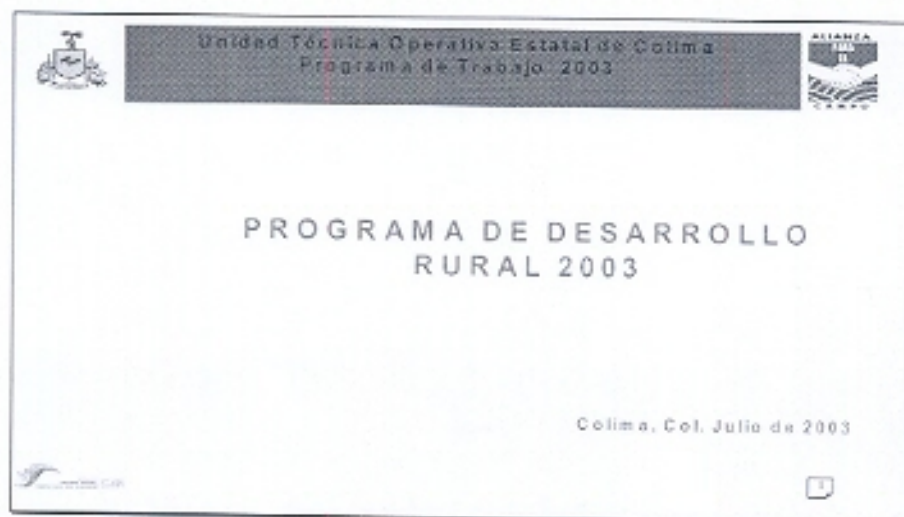 Unidad Técnica Operativa Estatal de Colima
Programa de Trabajo 2003
ALIANZA
CAMPO
PROGRAMA DE DESARROLLO
RURAL 2003
Colima, Col. Julio de 2003
1